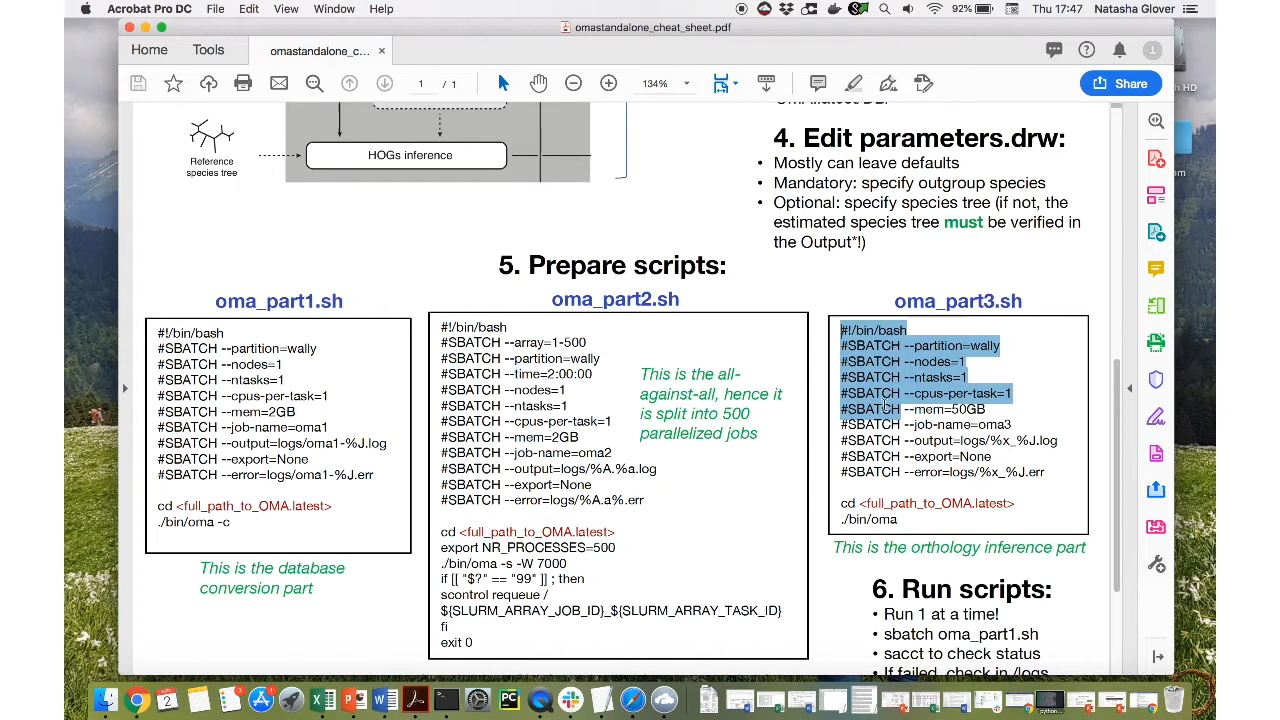 Acrobat Pro DC File Edit View Window Help
92% Thu 17:47 Natasha Glover
omastandalone_cheat_sheet.pdf
Home Tools omastandalone_c... ×
1 / 1 134% Share
Reference
species tree
HOGs inference
4. Edit parameters.drw:
• Mostly can leave defaults
• Mandatory: specify outgroup species
• Optional: specify species tree (if not, the
estimated species tree must be verified in
the Output*!)
5. Prepare scripts:
oma_part1.sh
#!/bin/bash
#SBATCH --partition=wally
#SBATCH --nodes=1
#SBATCH --ntasks=1
#SBATCH --cpus-per-task=1
#SBATCH --mem=2GB
#SBATCH --job-name=oma1
#SBATCH --output=logs/oma1-%J.log
#SBATCH --export=None
#SBATCH --error=logs/oma1-%J.err
cd <full_path_to_OMA.latest>
./bin/oma -c
This is the database
conversion part
oma_part2.sh
#!/bin/bash
#SBATCH --array=1-500
#SBATCH --partition=wally
#SBATCH --time=2:00:00
#SBATCH --nodes=1
#SBATCH --ntasks=1
#SBATCH --cpus-per-task=1
#SBATCH --mem=2GB
#SBATCH --job-name=oma2
#SBATCH --output=logs/%A.%a.log
#SBATCH --export=None
#SBATCH --error=logs/%A.a%.err
cd <full_path_to_OMA.latest>
export NR_PROCESSES=500
./bin/oma -s -W 7000
if [[ "$?" == "99" ]] ; then
scontrol requeue /
${SLURM_ARRAY_JOB_ID}_${SLURM_ARRAY_TASK_ID}
fi
exit 0
This is the all-
against-all, hence it
is split into 500
parallelized jobs
oma_part3.sh
#!/bin/bash
#SBATCH --partition=wally
#SBATCH --nodes=1
#SBATCH --ntasks=1
#SBATCH --cpus-per-task=1
#SBATCH --mem=50GB
#SBATCH --job-name=oma3
#SBATCH --output=logs/%x_%J.log
#SBATCH --export=None
#SBATCH --error=logs/%x_%J.err
cd <full_path_to_OMA.latest>
./bin/oma
This is the orthology inference part
6. Run scripts:
• Run 1 at a time!
• sbatch oma_part1.sh
• sacct to check status
• If failed, check in /logs